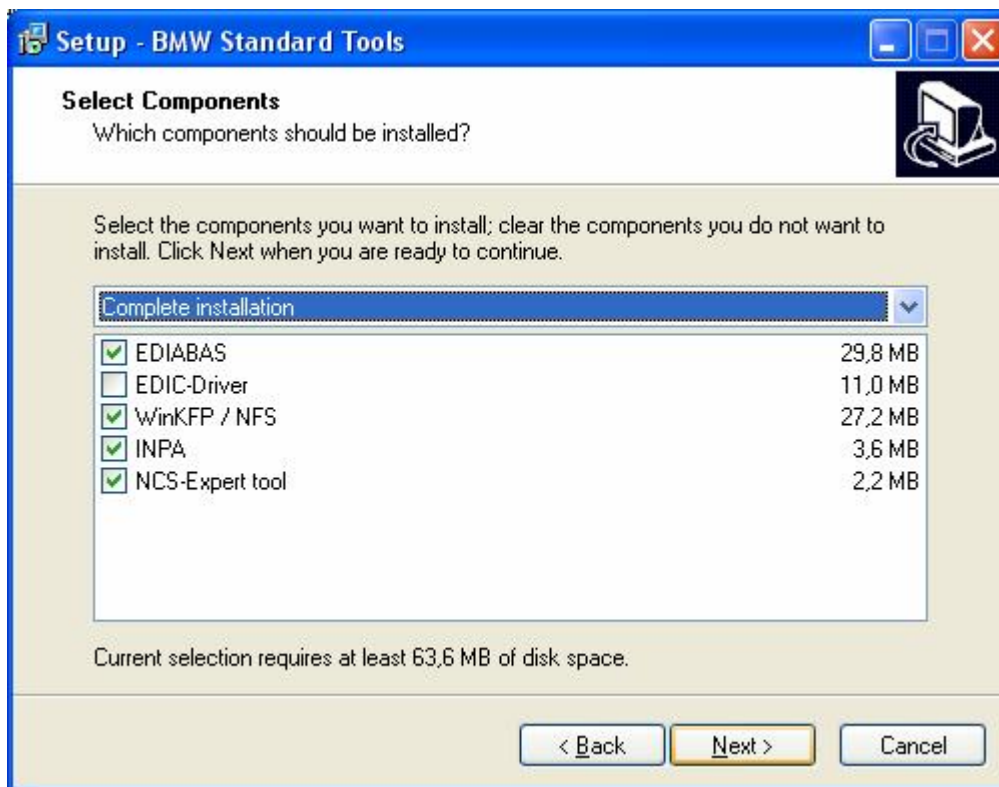 Setup - BMW Standard Tools
Select Components
Which components should be installed?
Select the components you want to install; clear the components you do not want to
install. Click Next when you are ready to continue.
Complete installation
EDIABAS 29,8 MB
EDIC-Driver 11,0 MB
WinKFP / NFS 27,2 MB
INPA 3,6 MB
NCS-Expert tool 2,2 MB
Current selection requires at least 63,6 MB of disk space.
< Back Next > Cancel